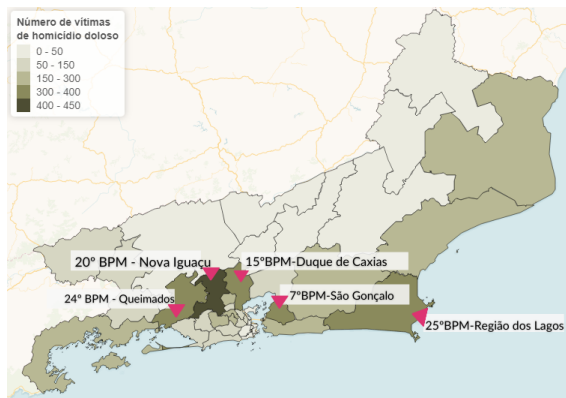 Número de vítimas
de homicídio doloso
0 - 50
50 - 150
150 - 300
300 - 400
400 - 450
20º BPM - Nova Iguaçu
15ºBPM-Duque de Caxias
24º BPM - Queimados
7ºBPM-São Gonçalo
25ºBPM-Região dos Lagos